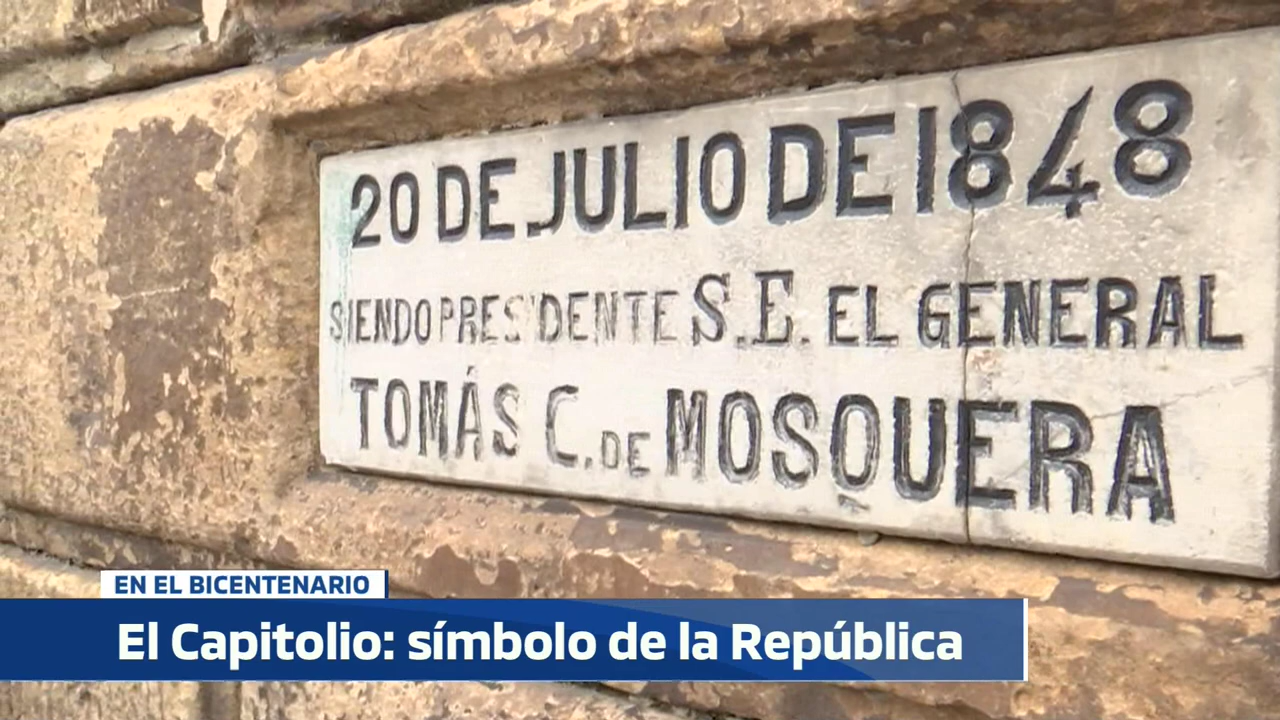 20 DE JULIO DE 1848
SIENDO PRESIDENTE S.E. EL GENERAL
TOMÁS C. DE MOSQUERA
EN EL BICENTENARIO
El Capitolio: símbolo de la República